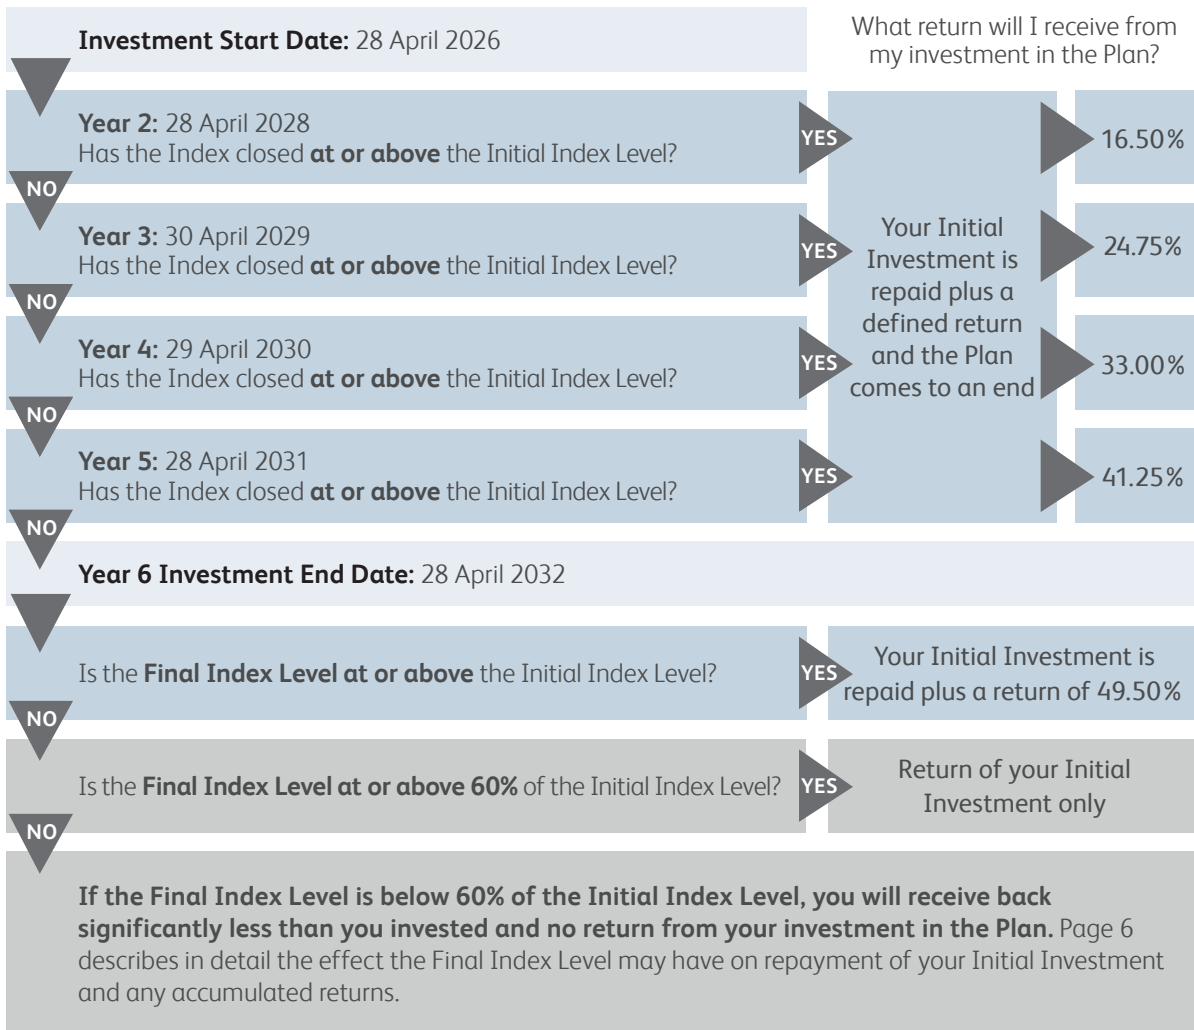 Investment Start Date: 28 April 2026
What return will I receive from
my investment in the Plan?
Year 2: 28 April 2028
Has the Index closed at or above the Initial Index Level?
YES
16.50%
NO
Year 3: 30 April 2029
Has the Index closed at or above the Initial Index Level?
YES
24.75%
NO
Year 4: 29 April 2030
Has the Index closed at or above the Initial Index Level?
YES
33.00%
NO
Year 5: 28 April 2031
Has the Index closed at or above the Initial Index Level?
YES
41.25%
Your Initial
Investment is
repaid plus a
defined return
and the Plan
comes to an end
NO
Year 6 Investment End Date: 28 April 2032
Is the Final Index Level at or above the Initial Index Level?
YES
Your Initial Investment is
repaid plus a return of 49.50%
NO
Is the Final Index Level at or above 60% of the Initial Index Level?
YES
Return of your Initial
Investment only
NO
If the Final Index Level is below 60% of the Initial Index Level, you will receive back
significantly less than you invested and no return from your investment in the Plan. Page 6
describes in detail the effect the Final Index Level may have on repayment of your Initial Investment
and any accumulated returns.